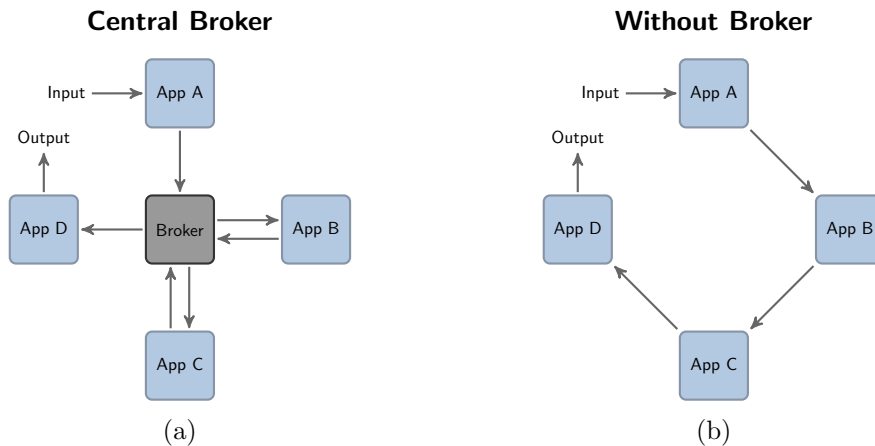 Central Broker
Input
App A
Output
App D
Broker
App B
App C
(a)
Without Broker
Input
App A
Output
App D
App B
App C
(b)